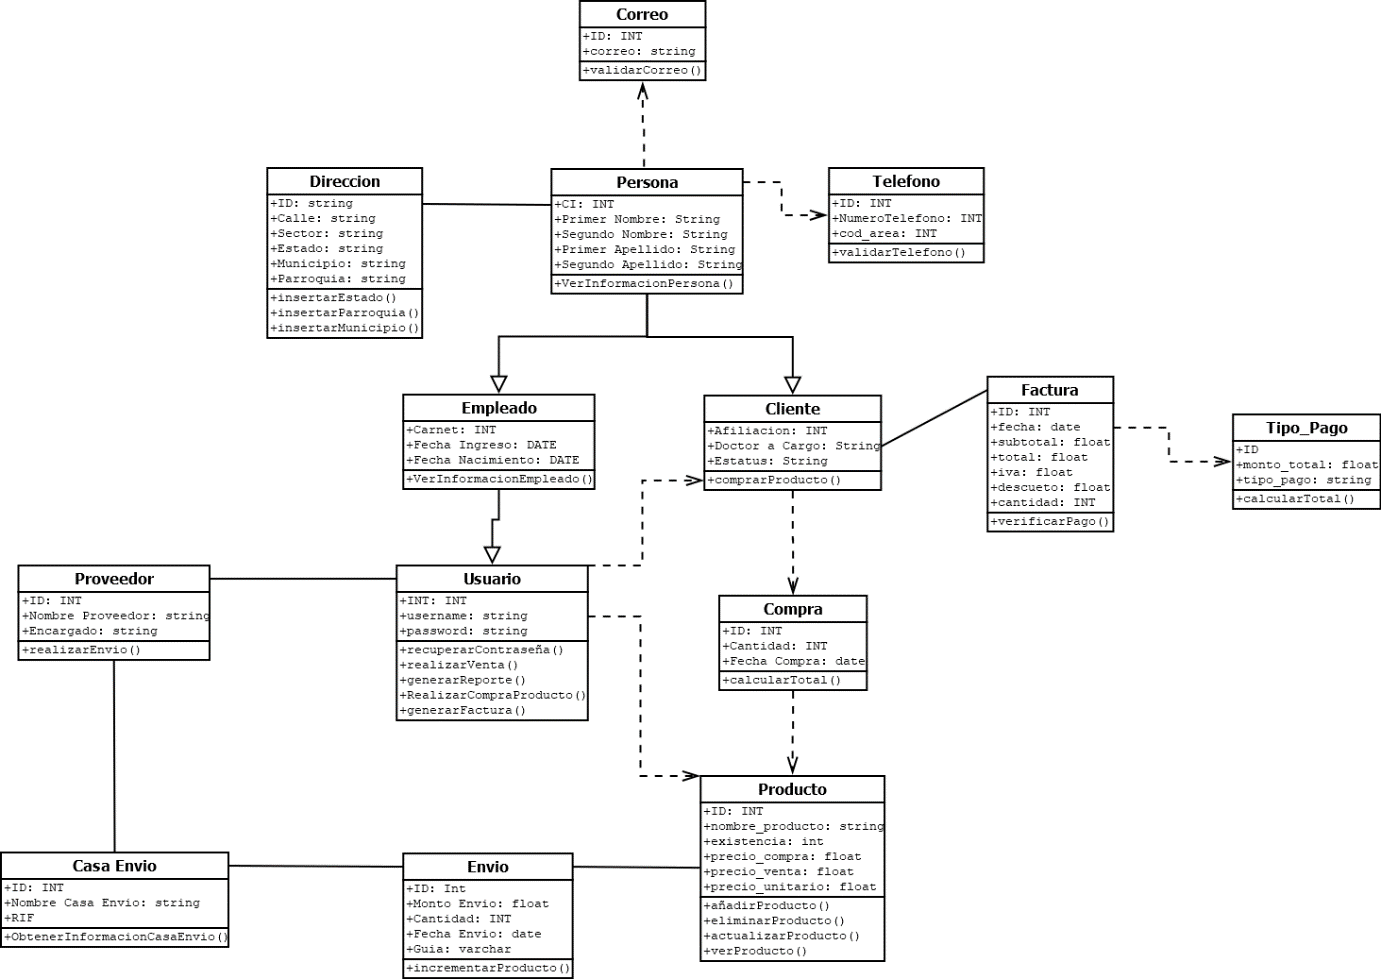 Correo
+ID: INT
+correo: string
+validarCorreo()
Direccion
+ID: string
+Calle: string
+Sector: string
+Estado: string
+Municipio: string
+Parroquia: string
+insertarEstado()
+insertarParroquia()
+insertarMunicipio()
Persona
+CI: INT
+Primer Nombre: String
+Segundo Nombre: String
+Primer Apellido: String
+Segundo Apellido: String
+VerInformacionPersona()
Telefono
+ID: INT
+NumeroTelefono: INT
+cod_area: INT
+validarTelefono()
Empleado
+Carnet: INT
+Fecha Ingreso: DATE
+Fecha Nacimiento: DATE
+VerInformacionEmpleado()
Cliente
+Afiliacion: INT
+Doctor a Cargo: String
+Estatus: String
+comprarProducto()
Factura
+ID: INT
+fecha: date
+subtotal: float
+total: float
+iva: float
+descueto: float
+cantidad: INT
+verificarPago()
Tipo_Pago
+ID
+monto_total: float
+tipo_pago: string
+calcularTotal()
Proveedor
+ID: INT
+Nombre Proveedor: string
+Encargado: string
+realizarEnvio()
Usuario
+INT: INT
+username: string
+password: string
+recuperarContraseña()
+realizarVenta()
+generarReporte()
+RealizarCompraProducto()
+generarFactura()
Compra
+ID: INT
+Cantidad: INT
+Fecha Compra: date
+calcularTotal()
Producto
+ID: INT
+nombre_producto: string
+existencia: int
+precio_compra: float
+precio_venta: float
+precio_unitario: float
+añadirProducto()
+eliminarProducto()
+actualizarProducto()
+verProducto()
Casa Envio
+ID: INT
+Nombre Casa Envio: string
+RIF
+ObtenerInformacionCasaEnvio()
Envio
+ID: Int
+Monto Envio: float
+Cantidad: INT
+Fecha Envio: date
+Guia: varchar
+incrementarProducto()